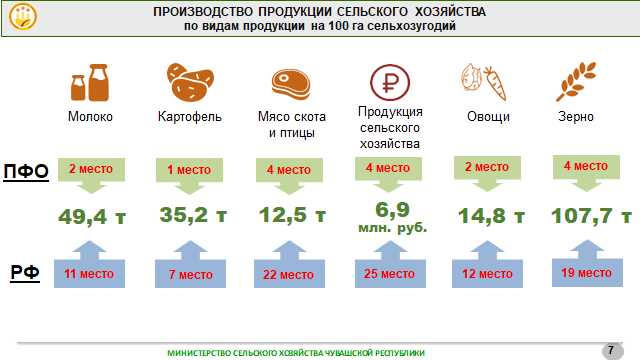 ПРОИЗВОДСТВО ПРОДУКЦИИ СЕЛЬСКОГО ХОЗЯЙСТВА
по видам продукции на 100 га сельхозугодий
Молоко
Картофель
Мясо скота
и птицы
Продукция
сельского
хозяйства
Овощи
Зерно
ПФО
2 место
1 место
4 место
4 место
2 место
4 место
49,4 т
35,2 т
12,5 т
6,9
млн. руб.
14,8 т
107,7 т
РФ
11 место
7 место
22 место
25 место
12 место
19 место
МИНИСТЕРСТВО СЕЛЬСКОГО ХОЗЯЙСТВА ЧУВАШСКОЙ РЕСПУБЛИКИ
7